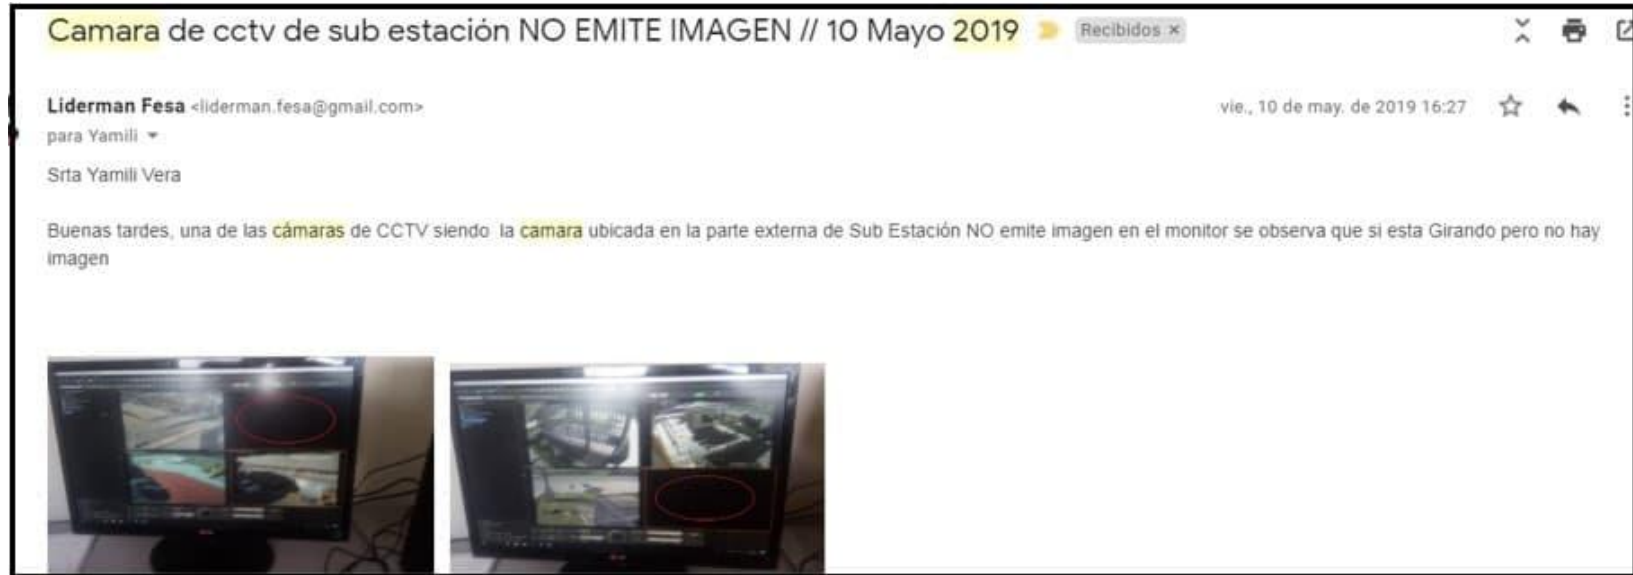 Camara de cctv de sub estación NO EMITE IMAGEN // 10 Mayo 2019 Recibidos ×
Liderman Fesa <liderman.fesa@gmail.com> vie., 10 de may. de 2019 16:27
para Yamili
Srta Yamili Vera
Buenas tardes, una de las cámaras de CCTV siendo la camara ubicada en la parte externa de Sub Estación NO emite imagen en el monitor se observa que si esta Girando pero no hay
imagen